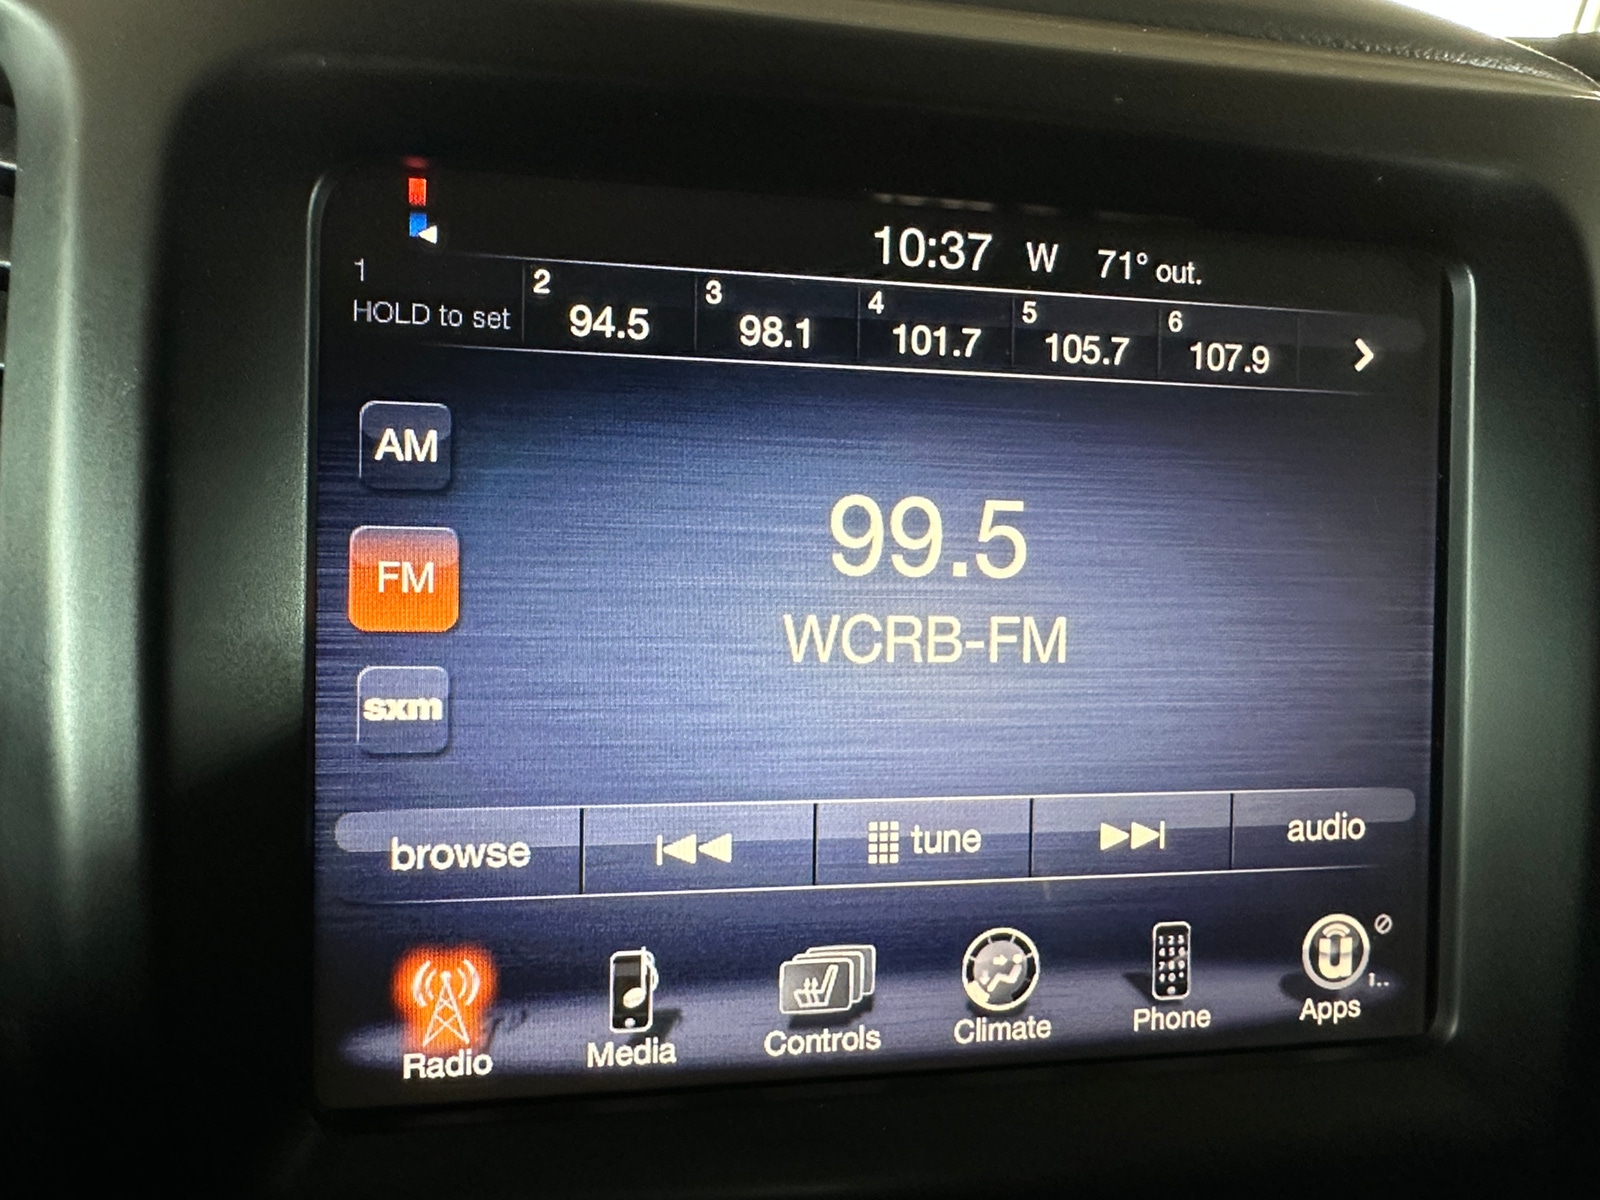 10:37 W 71° out.
1 2 3 4 5 6
HOLD to set 94.5 98.1 101.7 105.7 107.9
AM
99.5
FM
WCRB-FM
sxm
browse tune audio
Radio Media Controls Climate Phone Apps